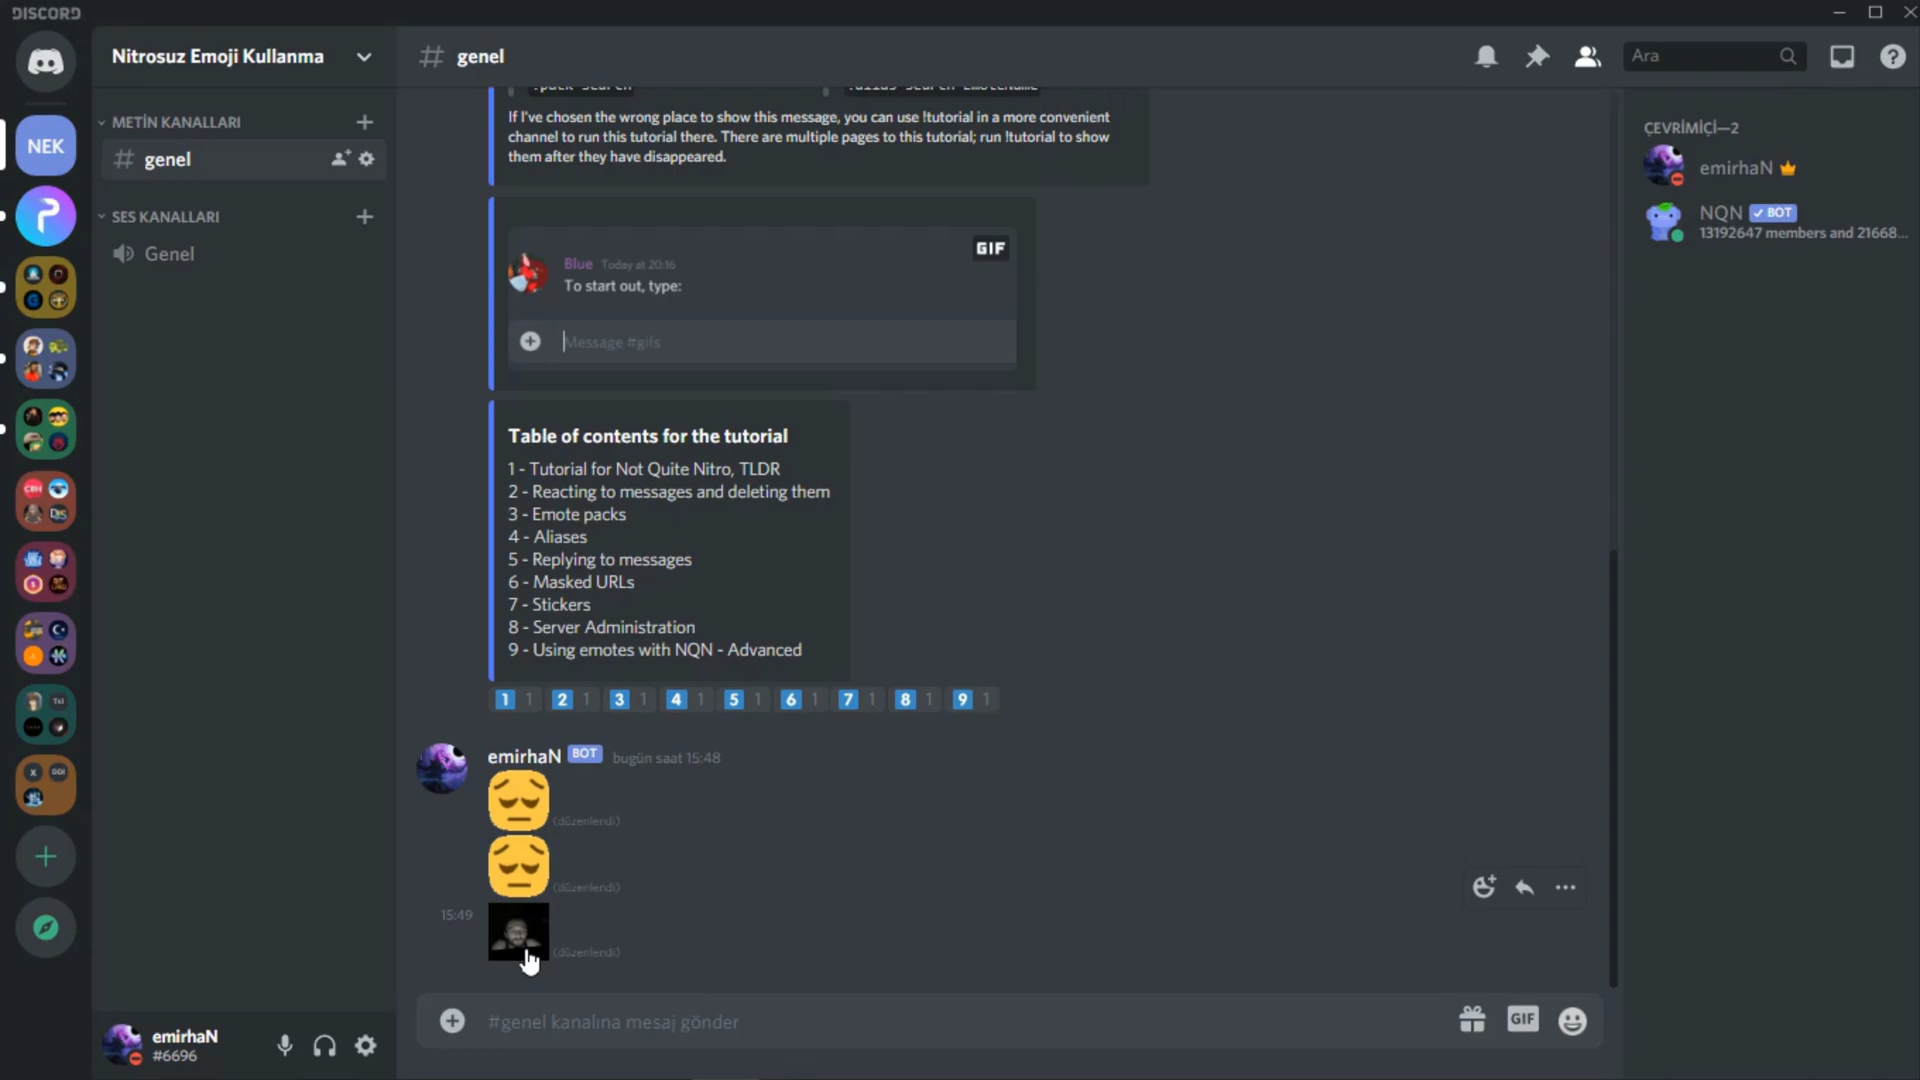 DISCORD
Nitrosuz Emoji Kullanma
genel
Ara
METİN KANALLARI
genel
SES KANALLARI
Genel
NEK
If I've chosen the wrong place to show this message, you can use !tutorial in a more convenient
channel to run this tutorial there. There are multiple pages to this tutorial; run !tutorial to show
them after they have disappeared.
GIF
Blue Today at 20:16
To start out, type:
Message #gifs
Table of contents for the tutorial
1 - Tutorial for Not Quite Nitro, TLDR
2 - Reacting to messages and deleting them
3 - Emote packs
4 - Aliases
5 - Replying to messages
6 - Masked URLs
7 - Stickers
8 - Server Administration
9 - Using emotes with NQN - Advanced
1 1 2 1 3 1 4 1 5 1 6 1 7 1 8 1 9 1
emirhaN BOT bugün saat 15:48
(düzenlendi)
(düzenlendi)
15:49 (düzenlendi)
#genel kanalına mesaj gönder
GIF
emirhaN
#6696
ÇEVRİMİÇİ—2
emirhaN
NQN BOT
13192647 members and 21668...